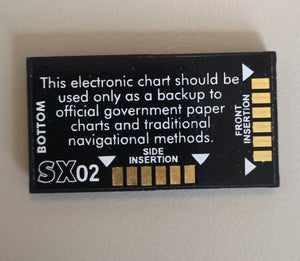 This electronic chart should be
used only as a backup to
official government paper
charts and traditional
navigational methods.
BOTTOM
SX02
SIDE
INSERTION
FRONT
INSERTION